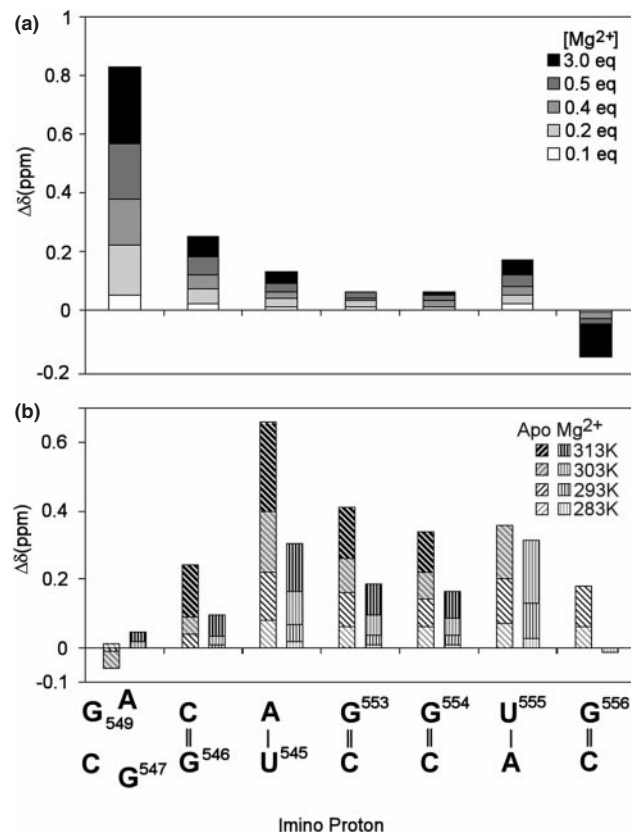 (a)
1
0.8
0.6
0.4
0.2
0
-0.2
Δδ(ppm)
[Mg²⁺]
3.0 eq
0.5 eq
0.4 eq
0.2 eq
0.1 eq
(b)
0.6
0.4
0.2
0
-0.1
Δδ(ppm)
Apo Mg²⁺
313K
303K
293K
283K
G549 A C A G⁵⁵³ G⁵⁵⁴ U⁵⁵⁵ G⁵⁵⁶
C G⁵⁴⁷ G⁵⁴⁶ U⁵⁴⁵ C C A C
Imino Proton